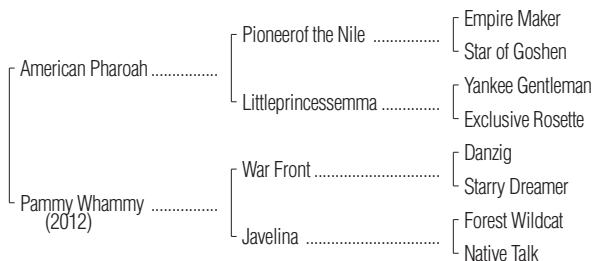 Empire Maker
Pioneerof the Nile ................
Star of Goshen
American Pharoah ................
Yankee Gentleman
Littleprincessemma ..............
Exclusive Rosette
Danzig
War Front ..............................
Starry Dreamer
Pammy Whammy ................
(2012)
Forest Wildcat
Javelina ................................
Native Talk